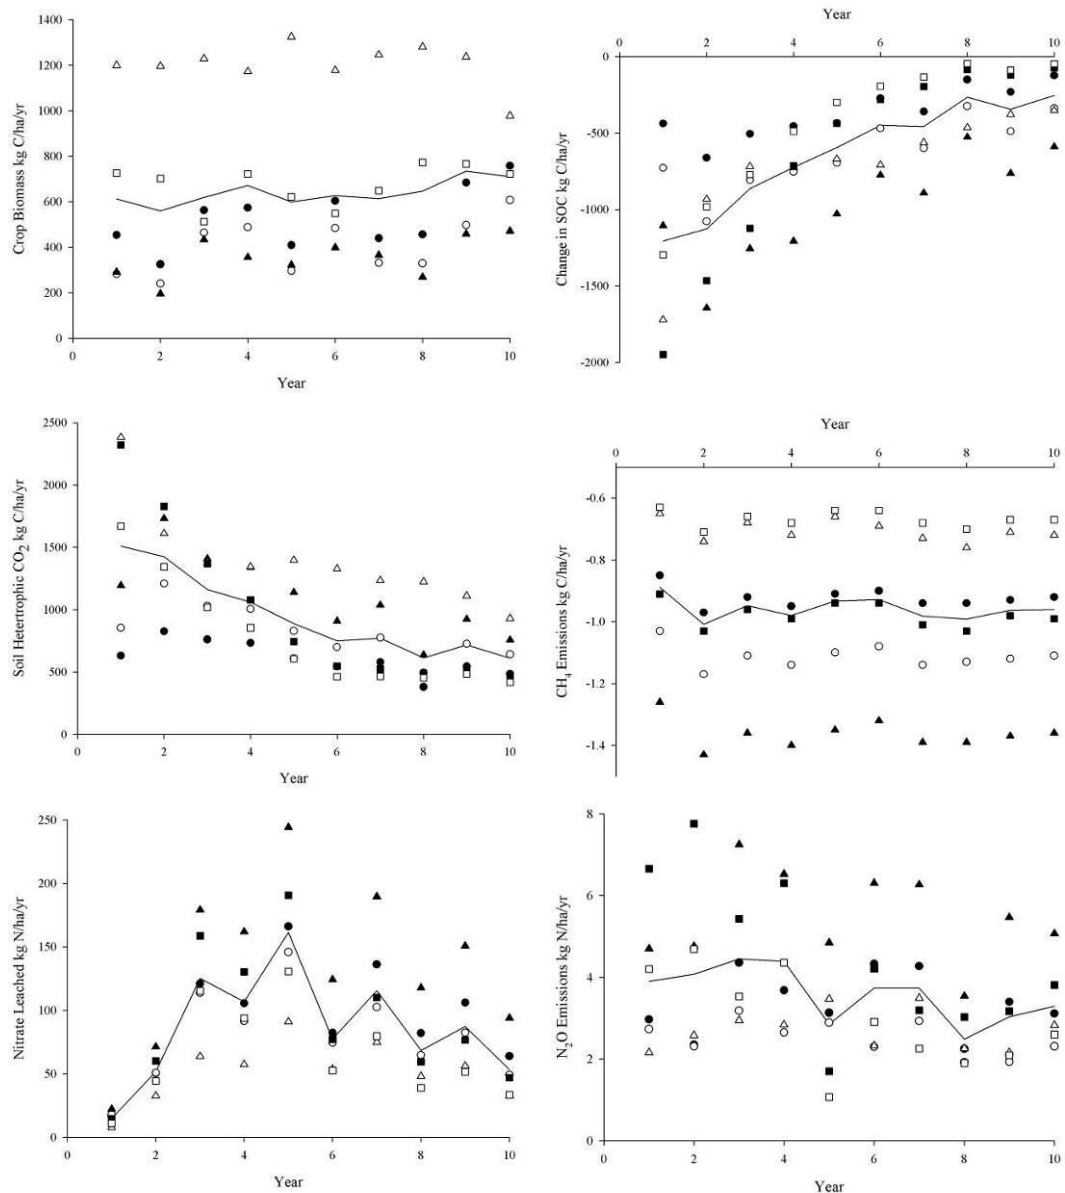 Crop Biomass kg C/ha/yr
1400
1200
1000
800
600
400
200
0
0 2 4 6 8 10
Year
Year
0 2 4 6 8 10
Change in SOC kg C/ha/yr
0
-500
-1000
-1500
-2000
Soil Hetertrophic CO2 kg C/ha/yr
2500
2000
1500
1000
500
0
0 2 4 6 8 10
Year
Year
0 2 4 6 8 10
CH4 Emissions kg C/ha/yr
-0.6
-0.8
-1.0
-1.2
-1.4
Nitrate Leached kg N/ha/yr
250
200
150
100
50
0
0 2 4 6 8 10
Year
N2O Emissions kg N/ha/yr
8
6
4
2
0
0 2 4 6 8 10
Year